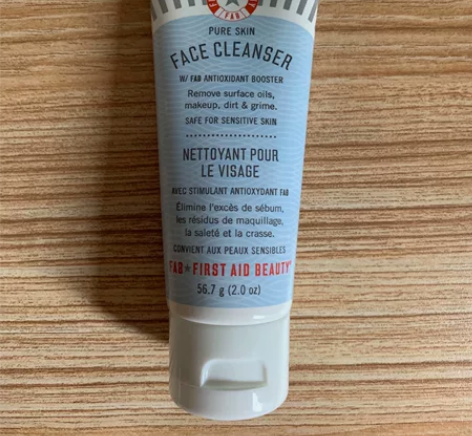 PURE SKIN
FACE CLEANSER
W/ FAB ANTIOXIDANT BOOSTER
Remove surface oils,
makeup, dirt & grime.
SAFE FOR SENSITIVE SKIN
NETTOYANT POUR
LE VISAGE
AVEC STIMULANT ANTIOXYDANT FAB
Élimine l'excés de sébum,
les résidus de maquillage,
la saleté et la crasse.
CONVIENT AUX PEAUX SENSIBLES
FAB★FIRST AID BEAUTY®
56.7 g (2.0 oz)